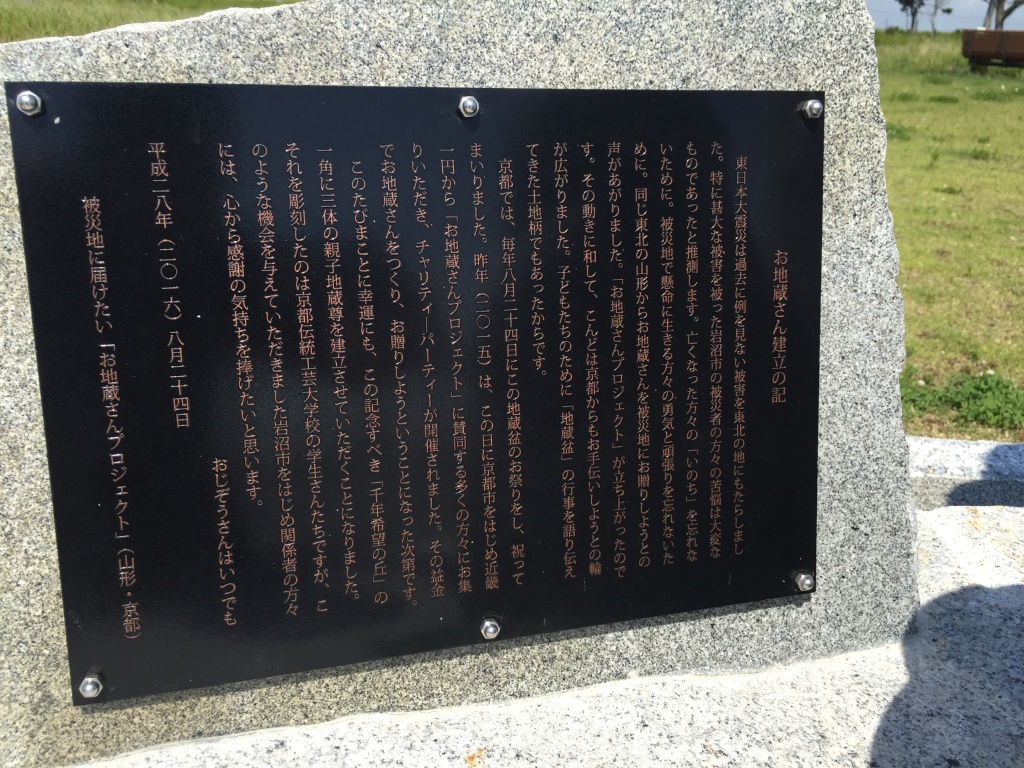 お地蔵さん建立の記
東日本大震災は過去に例を見ない被害を東北の地にもたらしまし
た。特に甚大な被害を被った岩沼市の被災者の方々の苦悩は大変な
ものであったと推測します。亡くなった方々の「いのち」を忘れな
いために、被災地で懸命に生きる方々の勇気と頑張りを忘れないた
めに。同じ東北の山形からお地蔵さんを被災地にお贈りしようとの
声があがりました。「お地蔵さんプロジェクト」が立ち上がったので
す。その動きに和して、こんどは京都からもお手伝いしようとの輪
が広がりました。子どもたちのために「地蔵盆」の行事を語り伝え
てきた土地柄でもあったからです。
京都では、毎年八月二十四日にこの地蔵盆のお祭りをし、祝って
まいりました。昨年（二〇一五）は、この日に京都市をはじめ近畿
一円から「お地蔵さんプロジェクト」に賛同する多くの方々にお集
りいただき、チャリティーパーティーが開催されました。その益金
でお地蔵さんをつくり、お贈りしようということになった次第です。
このたびまことに幸運にも、この記念すべき「千年希望の丘」の
一角に三体の親子地蔵尊を建立させていただくことになりました。
それを彫刻したのは京都伝統工芸大学校の学生さんたちですが、こ
のような機会を与えていただきました岩沼市をはじめ関係者の方々
には、心から感謝の気持ちを捧げたいと思います。
おじぞうさんはいつでも
平成二八年（二〇一六）八月二十四日
被災地に届けたい「お地蔵さんプロジェクト」（山形・京都）